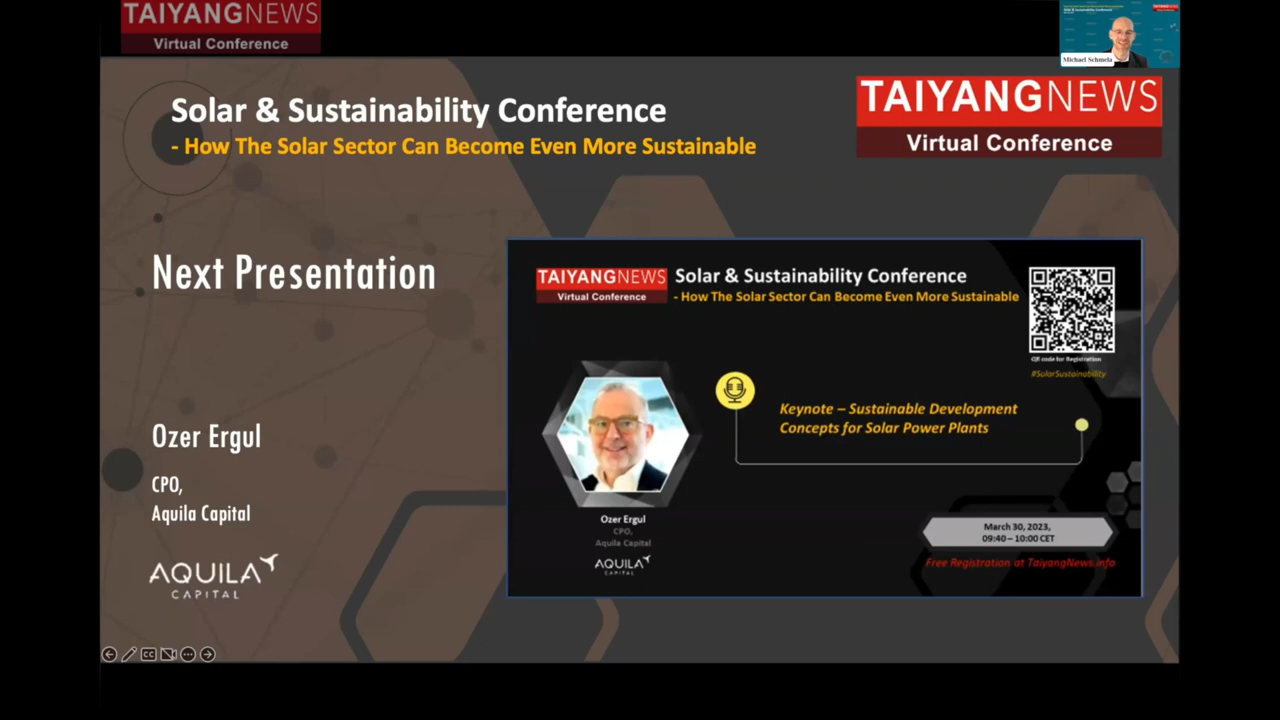 TAIYANGNEWS
Virtual Conference
Michael Schmela
Solar & Sustainability Conference
- How The Solar Sector Can Become Even More Sustainable
TAIYANGNEWS
Virtual Conference
Next Presentation
Ozer Ergul
CPO,
Aquila Capital
AQUILA
CAPITAL
TAIYANGNEWS
Virtual Conference
Solar & Sustainability Conference
- How The Solar Sector Can Become Even More Sustainable
QR code for Registration
#SolarSustainability
Keynote – Sustainable Development
Concepts for Solar Power Plants
Ozer Ergul
CPO,
Aquila Capital
AQUILA
CAPITAL
March 30, 2023,
09:40 – 10:00 CET
Free Registration at TaiyangNews.info
CC